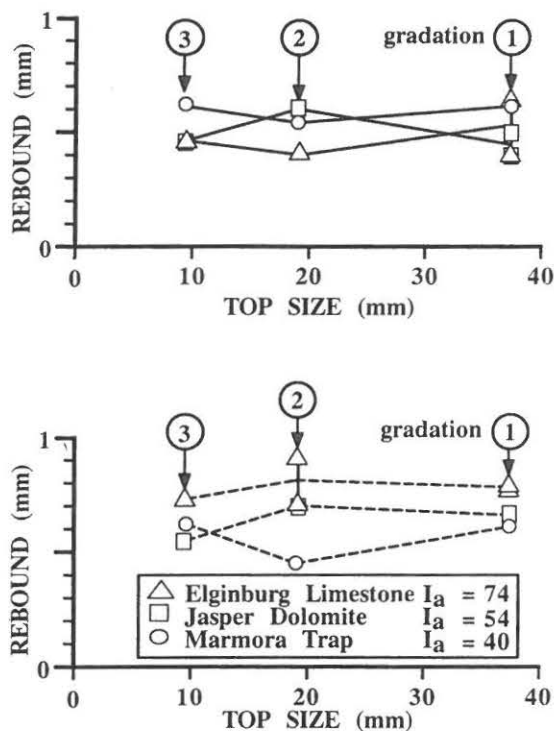 3 2 gradation 1
1
REBOUND (mm)
0
0 10 20 30 40
TOP SIZE (mm)
2
3 gradation 1
1
REBOUND (mm)
Elginburg Limestone Ia = 74
Jasper Dolomite Ia = 54
Marmora Trap Ia = 40
0
0 10 20 30 40
TOP SIZE (mm)